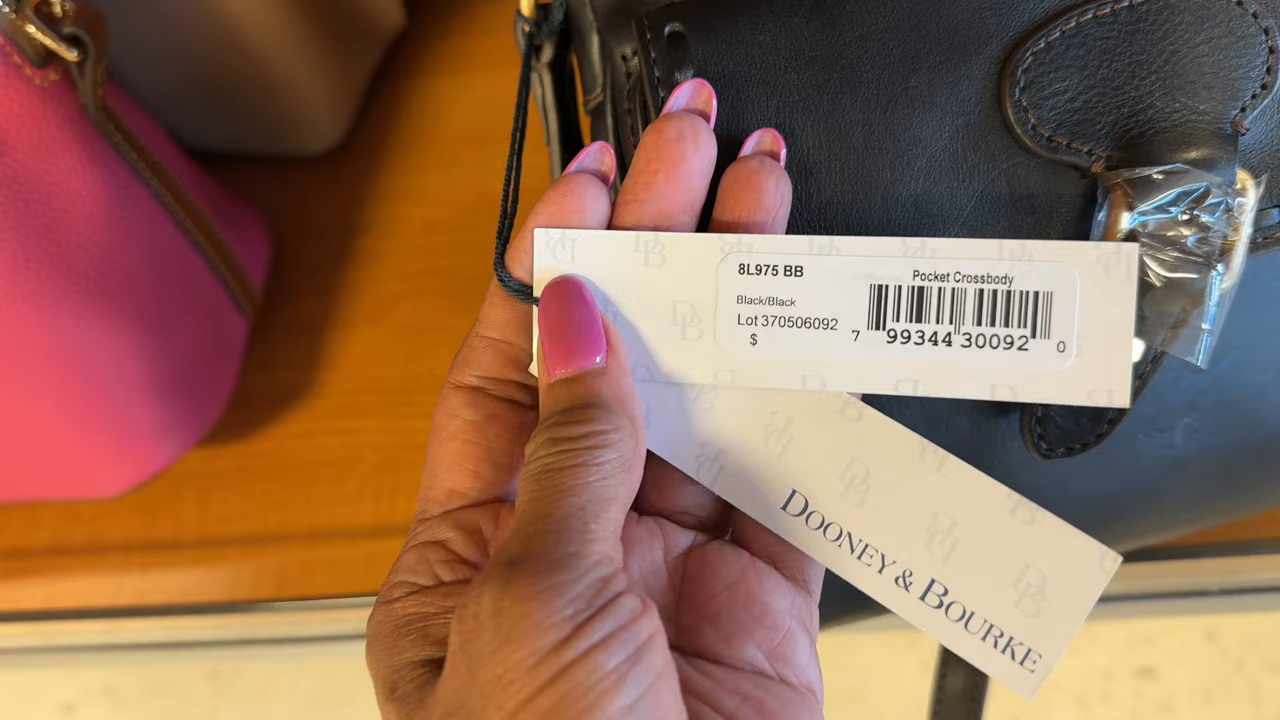 8L975 BB
Pocket Crossbody
Black/Black
Lot 370506092
$
7 99344 30092 0
DOONEY & BOURKE